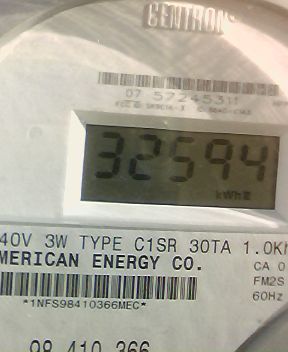 CENTRON
07 57245311
32594
kWh
40V 3W TYPE C1SR 30TA 1.0K
MERICAN ENERGY CO.
CA 0
FM2S
60Hz
*1NFS98410366MEC*
98 410 366